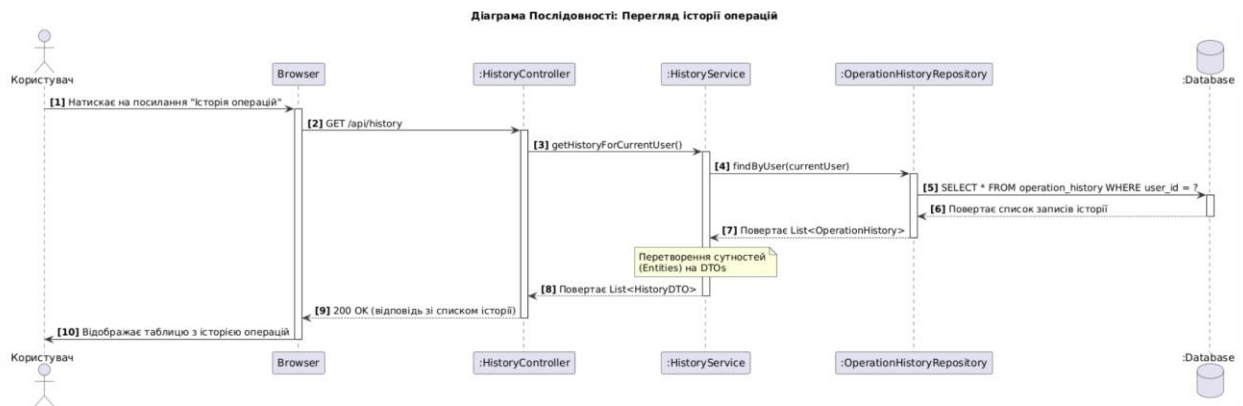 Діаграма Послідовності: Перегляд історії операцій
Користувач
Browser
:HistoryController
:HistoryService
:OperationHistoryRepository
:Database
[1] Натискає на посилання "Історія операцій"
[2] GET /api/history
[3] getHistoryForCurrentUser()
[4] findByUser(currentUser)
[5] SELECT * FROM operation_history WHERE user_id = ?
[6] Повертає список записів історії
[7] Повертає List<OperationHistory>
Перетворення сутностей
(Entities) на DTOs
[8] Повертає List<HistoryDTO>
[9] 200 OK (відповідь зі списком історії)
[10] Відображає таблицю з історією операцій
Користувач
Browser
:HistoryController
:HistoryService
:OperationHistoryRepository
:Database